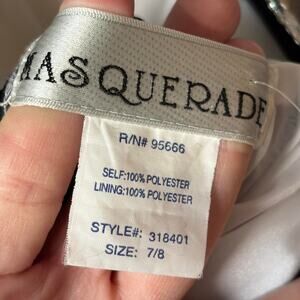 MASQUERADE
R/N# 95666
SELF:100% POLYESTER
LINING:100% POLYESTER
STYLE#: 318401
SIZE: 7/8